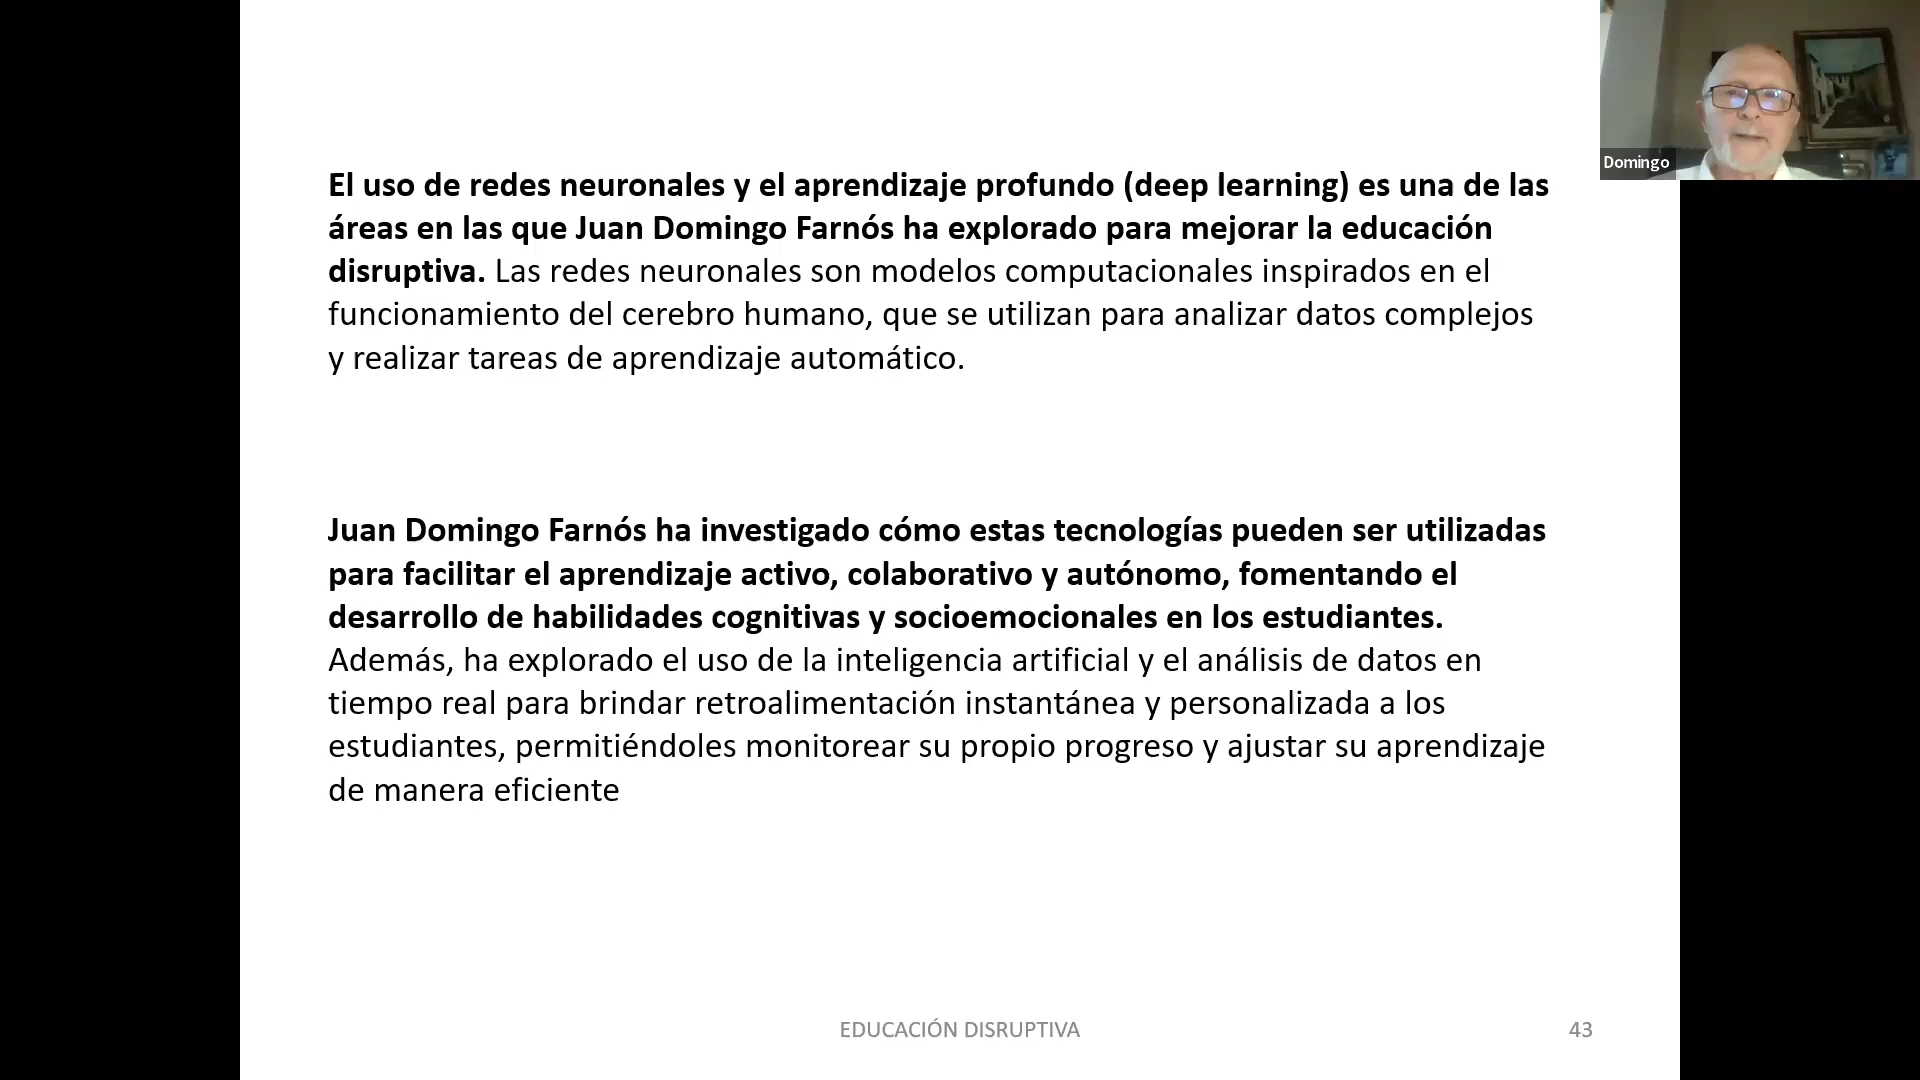 Domingo
El uso de redes neuronales y el aprendizaje profundo (deep learning) es una de las
áreas en las que Juan Domingo Farnós ha explorado para mejorar la educación
disruptiva. Las redes neuronales son modelos computacionales inspirados en el
funcionamiento del cerebro humano, que se utilizan para analizar datos complejos
y realizar tareas de aprendizaje automático.
Juan Domingo Farnós ha investigado cómo estas tecnologías pueden ser utilizadas
para facilitar el aprendizaje activo, colaborativo y autónomo, fomentando el
desarrollo de habilidades cognitivas y socioemocionales en los estudiantes.
Además, ha explorado el uso de la inteligencia artificial y el análisis de datos en
tiempo real para brindar retroalimentación instantánea y personalizada a los
estudiantes, permitiéndoles monitorear su propio progreso y ajustar su aprendizaje
de manera eficiente
EDUCACIÓN DISRUPTIVA
43